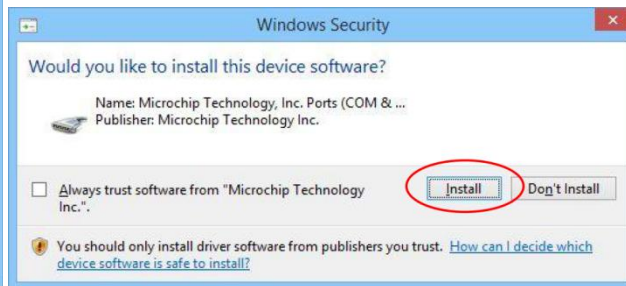 Windows Security
Would you like to install this device software?
Name: Microchip Technology, Inc. Ports (COM & ...
Publisher: Microchip Technology Inc.
Always trust software from "Microchip Technology
Inc.".
Install
Don't Install
You should only install driver software from publishers you trust. How can I decide which
device software is safe to install?